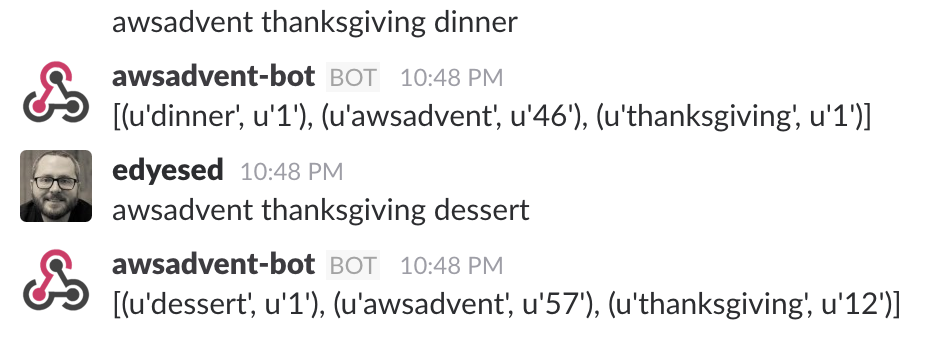 awsadvent thanksgiving dinner
awsadvent-bot BOT 10:48 PM
[(u'dinner', u'1'), (u'awsadvent', u'46'), (u'thanksgiving', u'1')]
edyesed 10:48 PM
awsadvent thanksgiving dessert
awsadvent-bot BOT 10:48 PM
[(u'dessert', u'1'), (u'awsadvent', u'57'), (u'thanksgiving', u'12')]